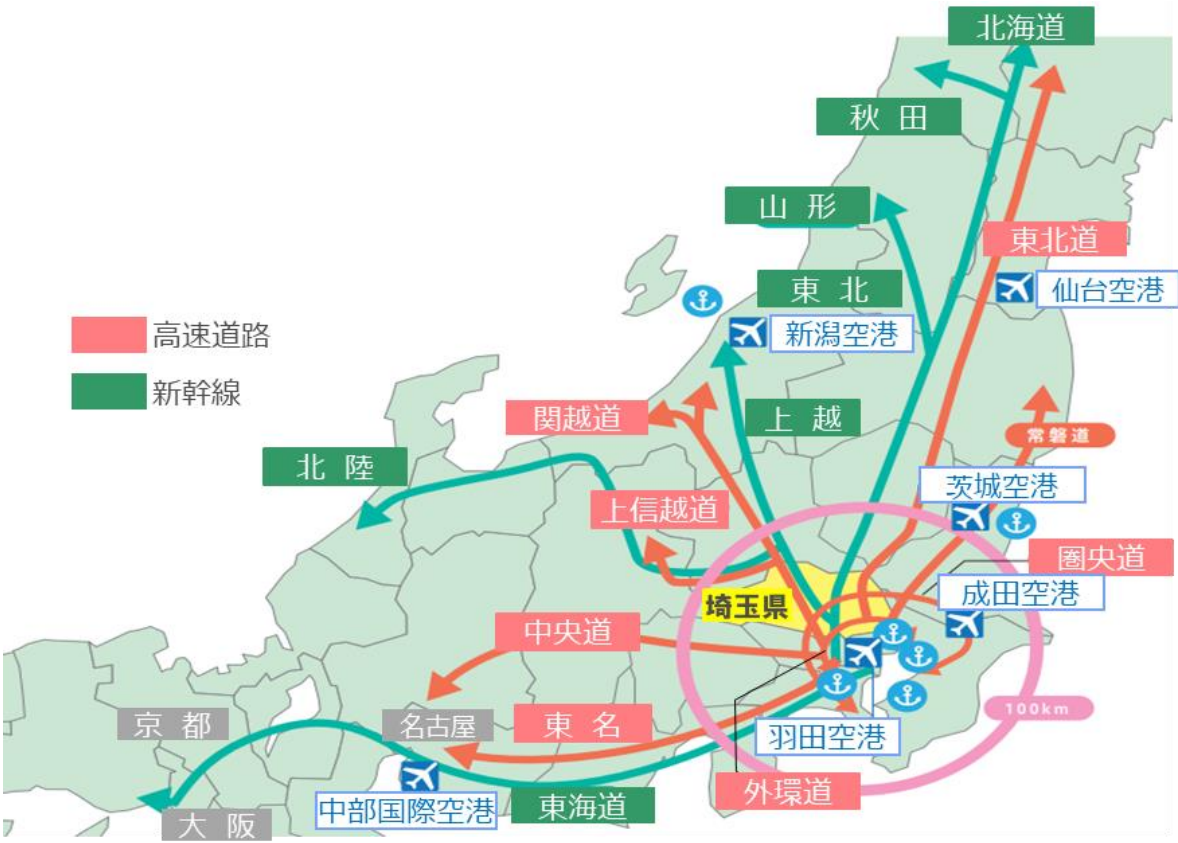 北海道
秋田
山形
東北道
東北
仙台空港
新潟空港
高速道路
新幹線
関越道
上越
常磐道
北陸
茨城空港
上信越道
圏央道
成田空港
埼玉県
中央道
京都
名古屋
東名
100km
羽田空港
外環道
中部国際空港
東海道
大阪